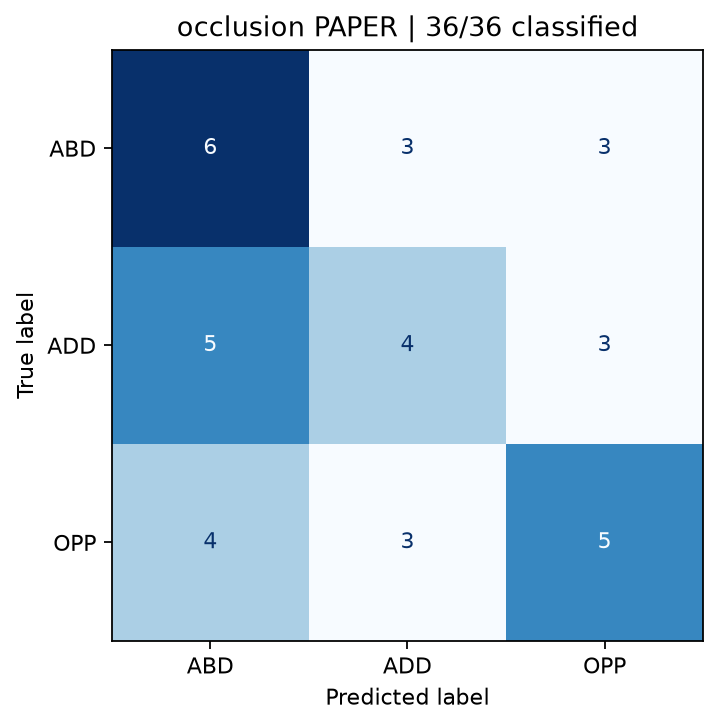 occlusion PAPER | 36/36 classified
True label
ABD 6 3 3
ADD 5 4 3
OPP 4 3 5
ABD ADD OPP
Predicted label